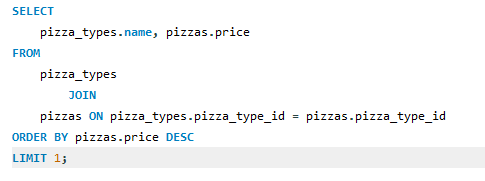 SELECT
pizza_types.name, pizzas.price
FROM
pizza_types
JOIN
pizzas ON pizza_types.pizza_type_id = pizzas.pizza_type_id
ORDER BY pizzas.price DESC
LIMIT 1;